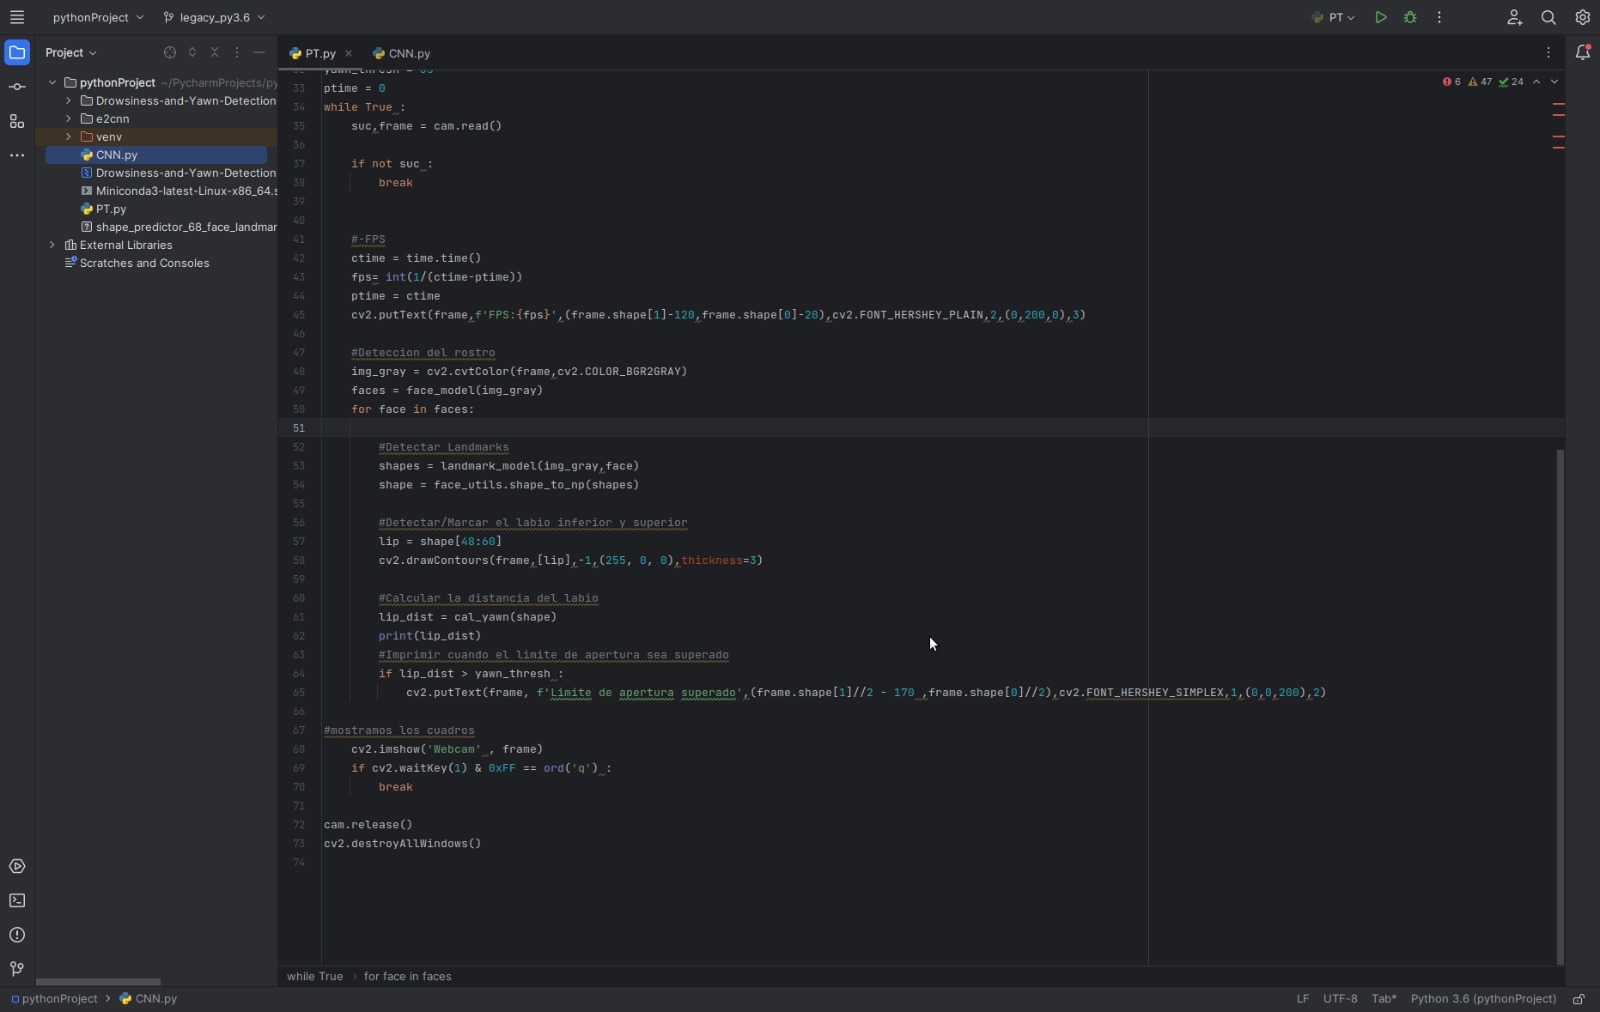 pythonProject
legacy_py3.6
PT
Project
PT.py
CNN.py
pythonProject ~/PycharmProjects/py
Drowsiness-and-Yawn-Detection
e2cnn
venv
CNN.py
Drowsiness-and-Yawn-Detection
Miniconda3-latest-Linux-x86_64.s
PT.py
shape_predictor_68_face_landmar
External Libraries
Scratches and Consoles
6 47 24
33 ptime = 0
34 while True :
35 suc,frame = cam.read()
36
37 if not suc :
38 break
39
40
41 #-FPS
42 ctime = time.time()
43 fps= int(1/(ctime-ptime))
44 ptime = ctime
45 cv2.putText(frame,f'FPS:{fps}',(frame.shape[1]-120,frame.shape[0]-20),cv2.FONT_HERSHEY_PLAIN,2,(0,200,0),3)
46
47 #Deteccion del rostro
48 img_gray = cv2.cvtColor(frame,cv2.COLOR_BGR2GRAY)
49 faces = face_model(img_gray)
50 for face in faces:
51
52 #Detectar Landmarks
53 shapes = landmark_model(img_gray,face)
54 shape = face_utils.shape_to_np(shapes)
55
56 #Detectar/Marcar el labio inferior y superior
57 lip = shape[48:60]
58 cv2.drawContours(frame,[lip],-1,(255, 0, 0),thickness=3)
59
60 #Calcular la distancia del labio
61 lip_dist = cal_yawn(shape)
62 print(lip_dist)
63 #Imprimir cuando el limite de apertura sea superado
64 if lip_dist > yawn_thresh :
65 cv2.putText(frame, f'Limite de apertura superado',(frame.shape[1]//2 - 170 ,frame.shape[0]//2),cv2.FONT_HERSHEY_SIMPLEX,1,(0,0,200),2)
66
67 #mostramos los cuadros
68 cv2.imshow('Webcam' , frame)
69 if cv2.waitKey(1) & 0xFF == ord('q') :
70 break
71
72 cam.release()
73 cv2.destroyAllWindows()
74
while True › for face in faces
pythonProject › CNN.py
LF UTF-8 Tab* Python 3.6 (pythonProject)